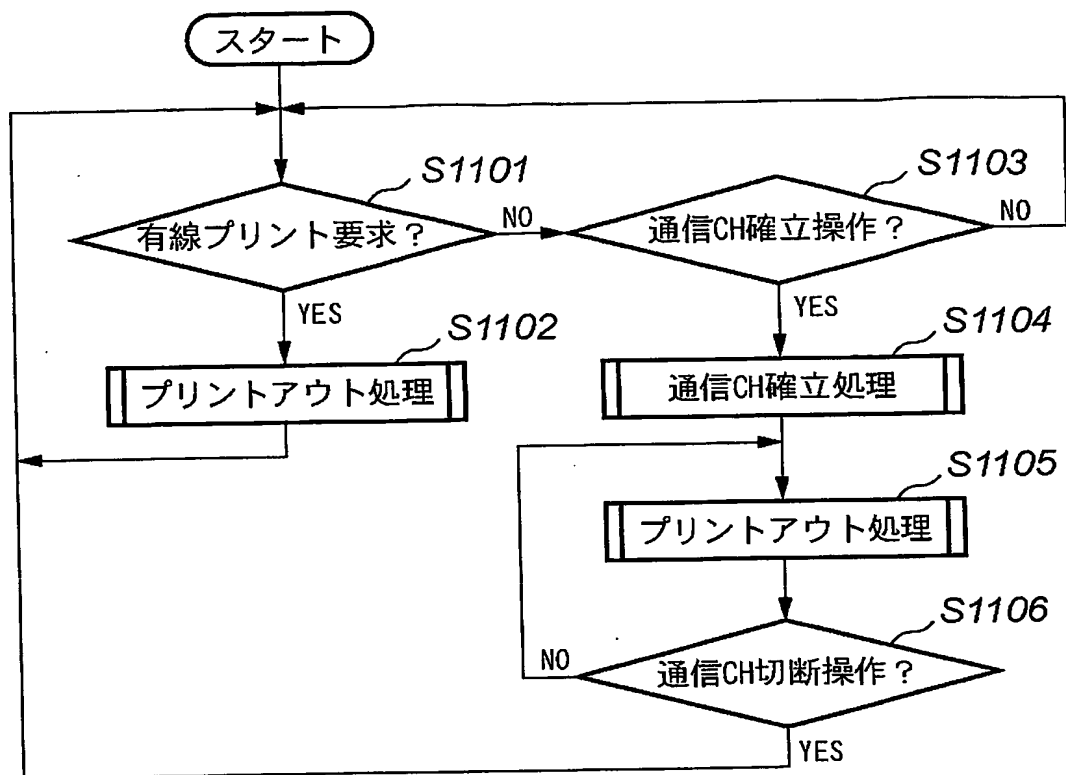 スタート
S1101
有線プリント要求？
NO
YES
S1102
プリントアウト処理
S1103
通信CH確立操作？
NO
YES
S1104
通信CH確立処理
S1105
プリントアウト処理
S1106
通信CH切断操作？
NO
YES